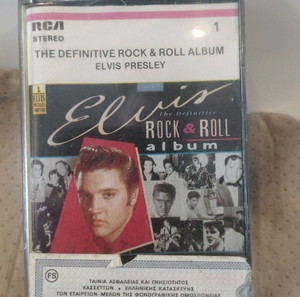 RCA
STEREO
1
THE DEFINITIVE ROCK & ROLL ALBUM
ELVIS PRESLEY
Elvis
The Definitive
ROCK & ROLL
album
FS
ΤΑΙΝΙΑ ΑΣΦΑΛΕΙΑΣ ΚΑΙ ΓΝΗΣΙΟΤΗΤΟΣ
ΚΑΣΣΕΤΤΩΝ • ΕΛΛΗΝΙΚΗΣ ΚΑΤΑΣΚΕΥΗΣ
ΤΩΝ ΕΤΑΙΡΕΙΩΝ-ΜΕΛΩΝ ΤΗΣ ΦΩΝΟΓΡΑΦΙΚΗΣ ΟΜΟΣΠΟΝΔΙΑΣ